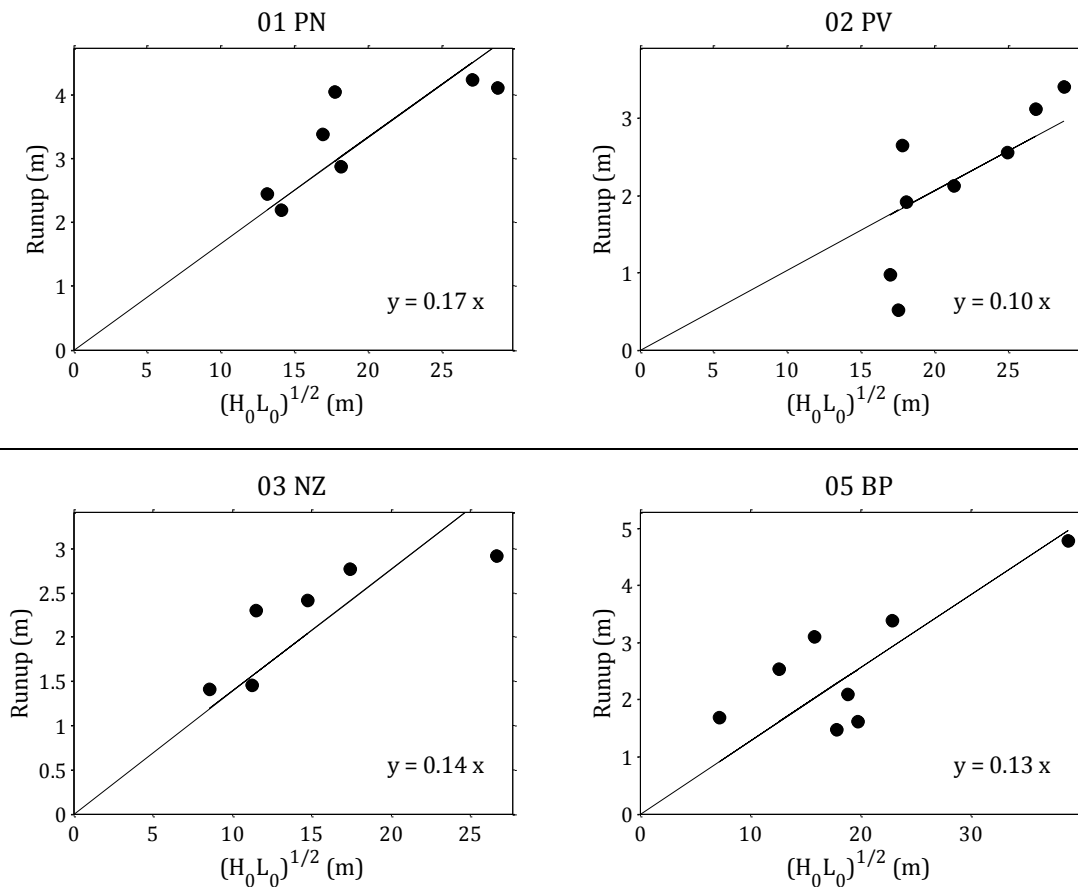 01 PN
4
3
2
1
0
0 5 10 15 20 25
Runup (m)
(H₀L₀)^1/2 (m)
y = 0.17 x
02 PV
3
2
1
0
0 5 10 15 20 25
Runup (m)
(H₀L₀)^1/2 (m)
y = 0.10 x
03 NZ
3
2.5
2
1.5
1
0.5
0
0 5 10 15 20 25
Runup (m)
(H₀L₀)^1/2 (m)
y = 0.14 x
05 BP
5
4
3
2
1
0
0 10 20 30
Runup (m)
(H₀L₀)^1/2 (m)
y = 0.13 x